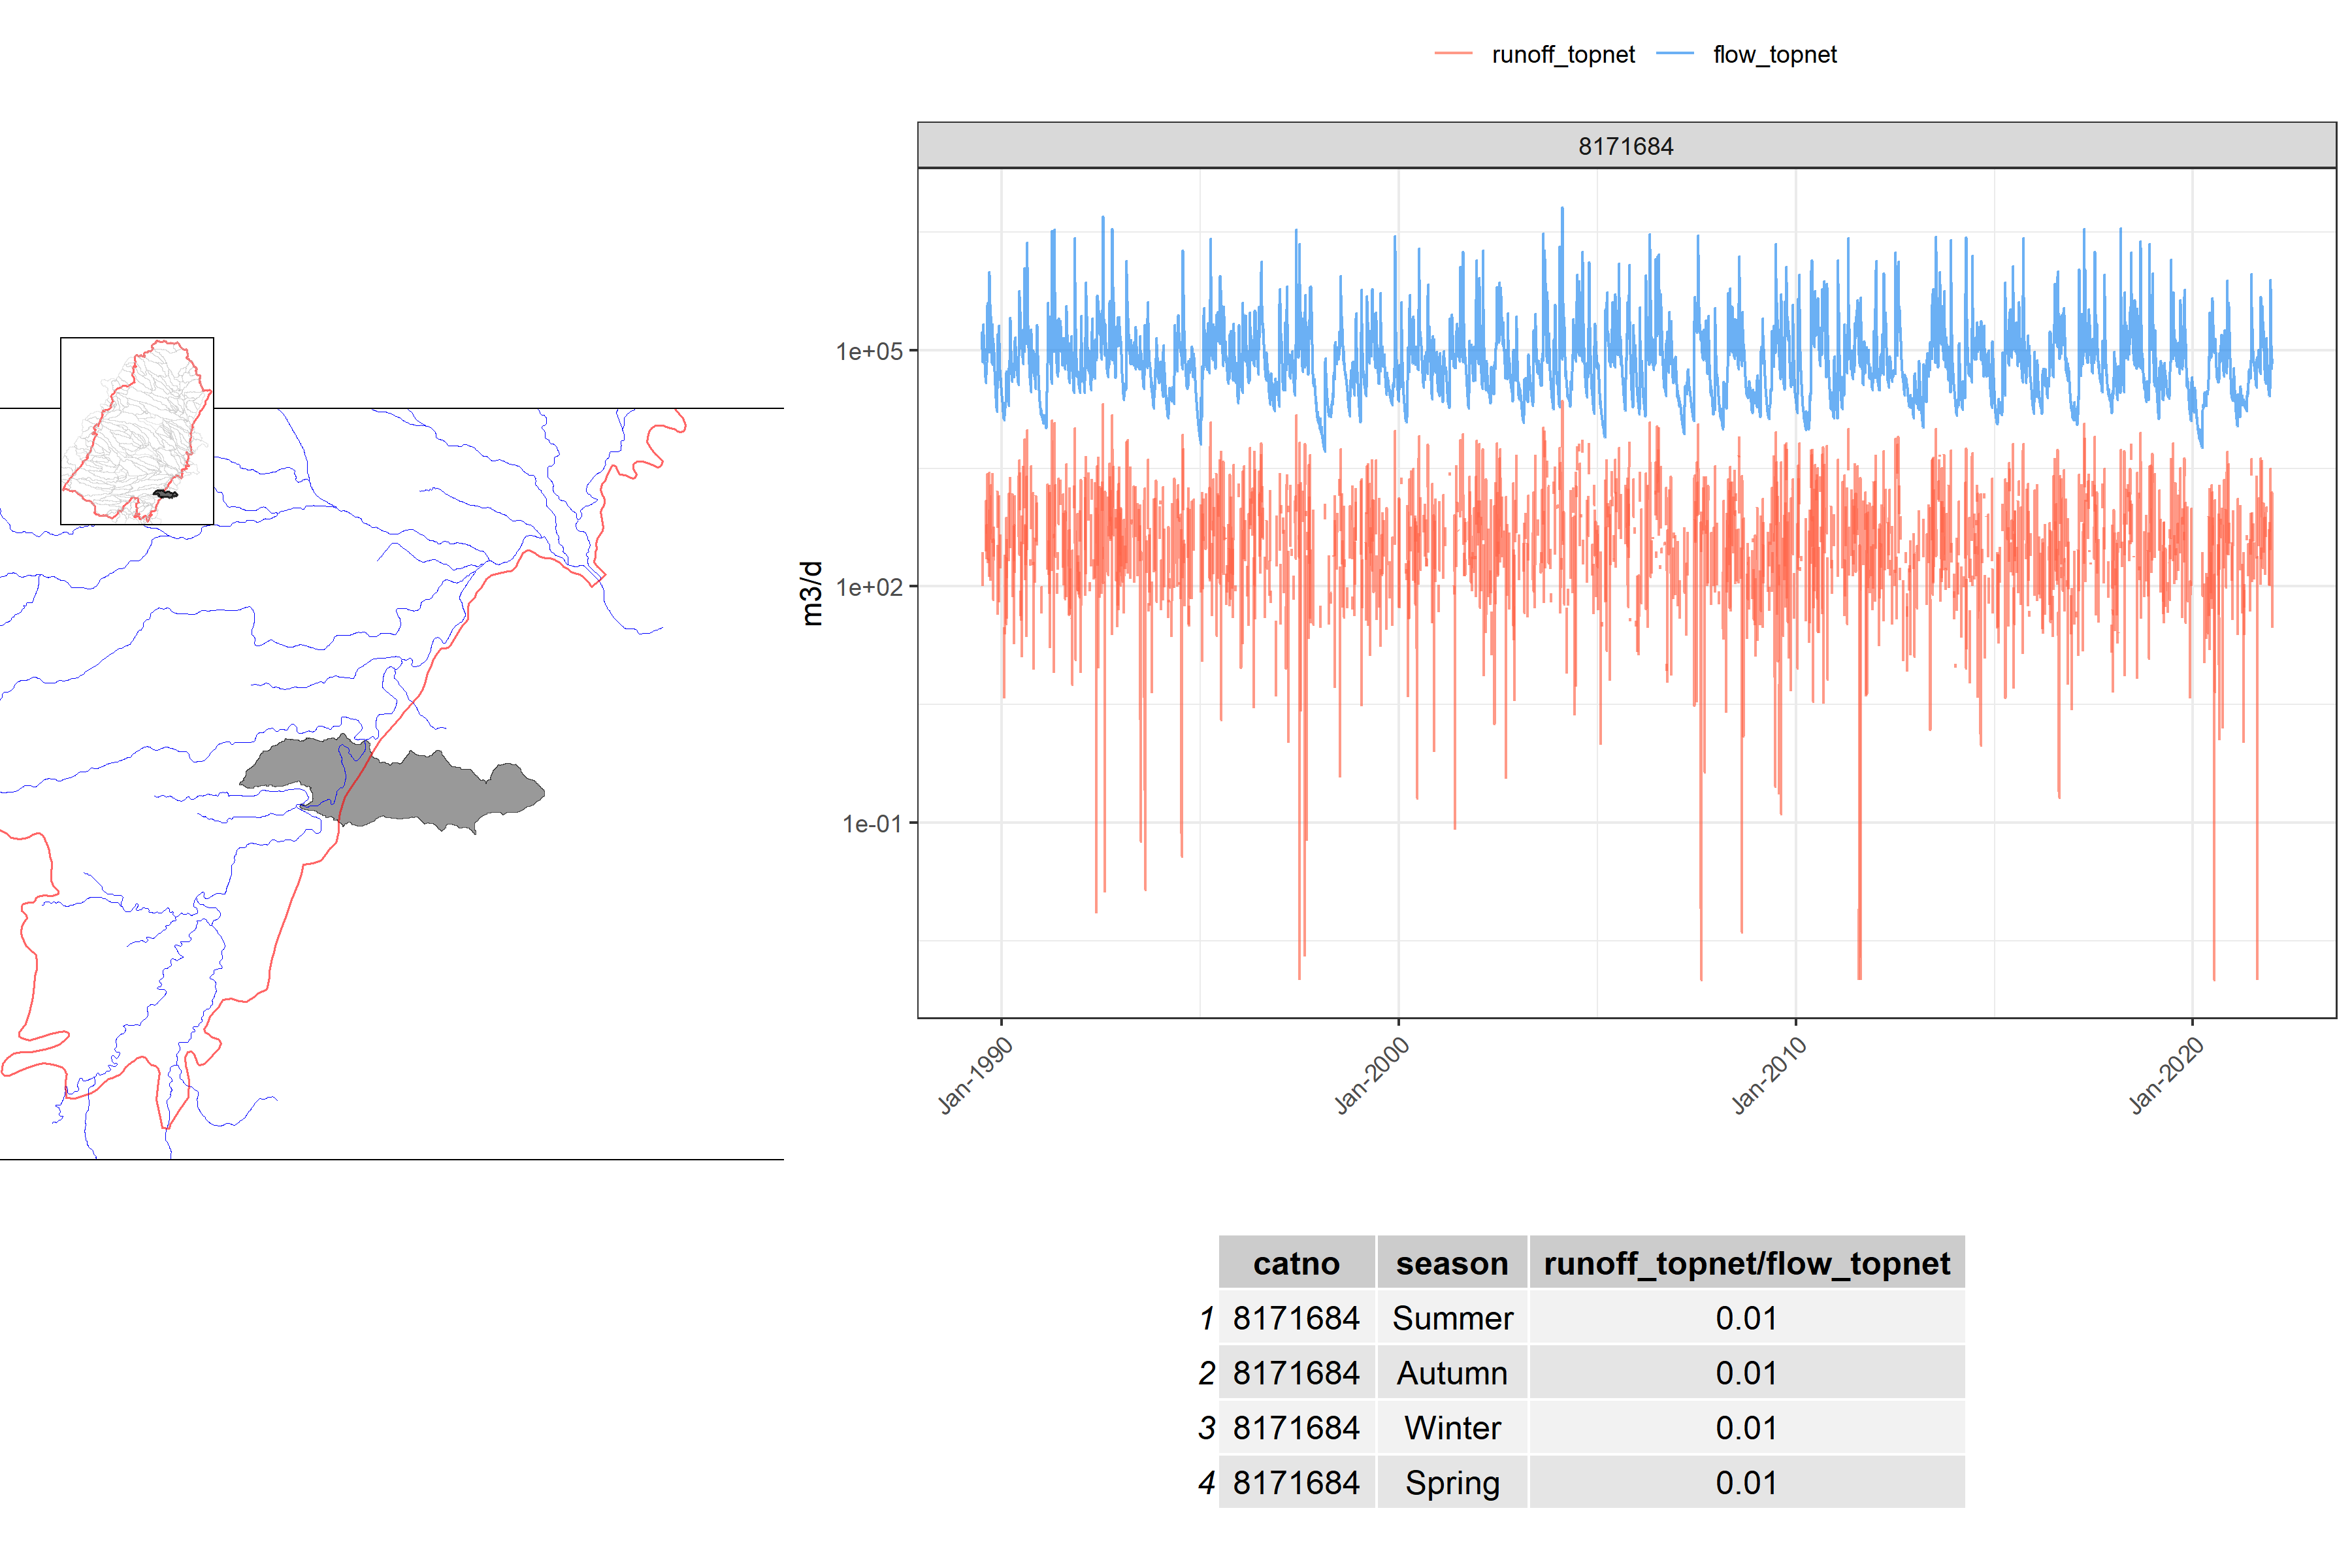 runoff_topnet flow_topnet
8171684
m3/d
1e+05
1e+02
1e-01
Jan-1990 Jan-2000 Jan-2010 Jan-2020
catno season runoff_topnet/flow_topnet
1 8171684 Summer 0.01
2 8171684 Autumn 0.01
3 8171684 Winter 0.01
4 8171684 Spring 0.01